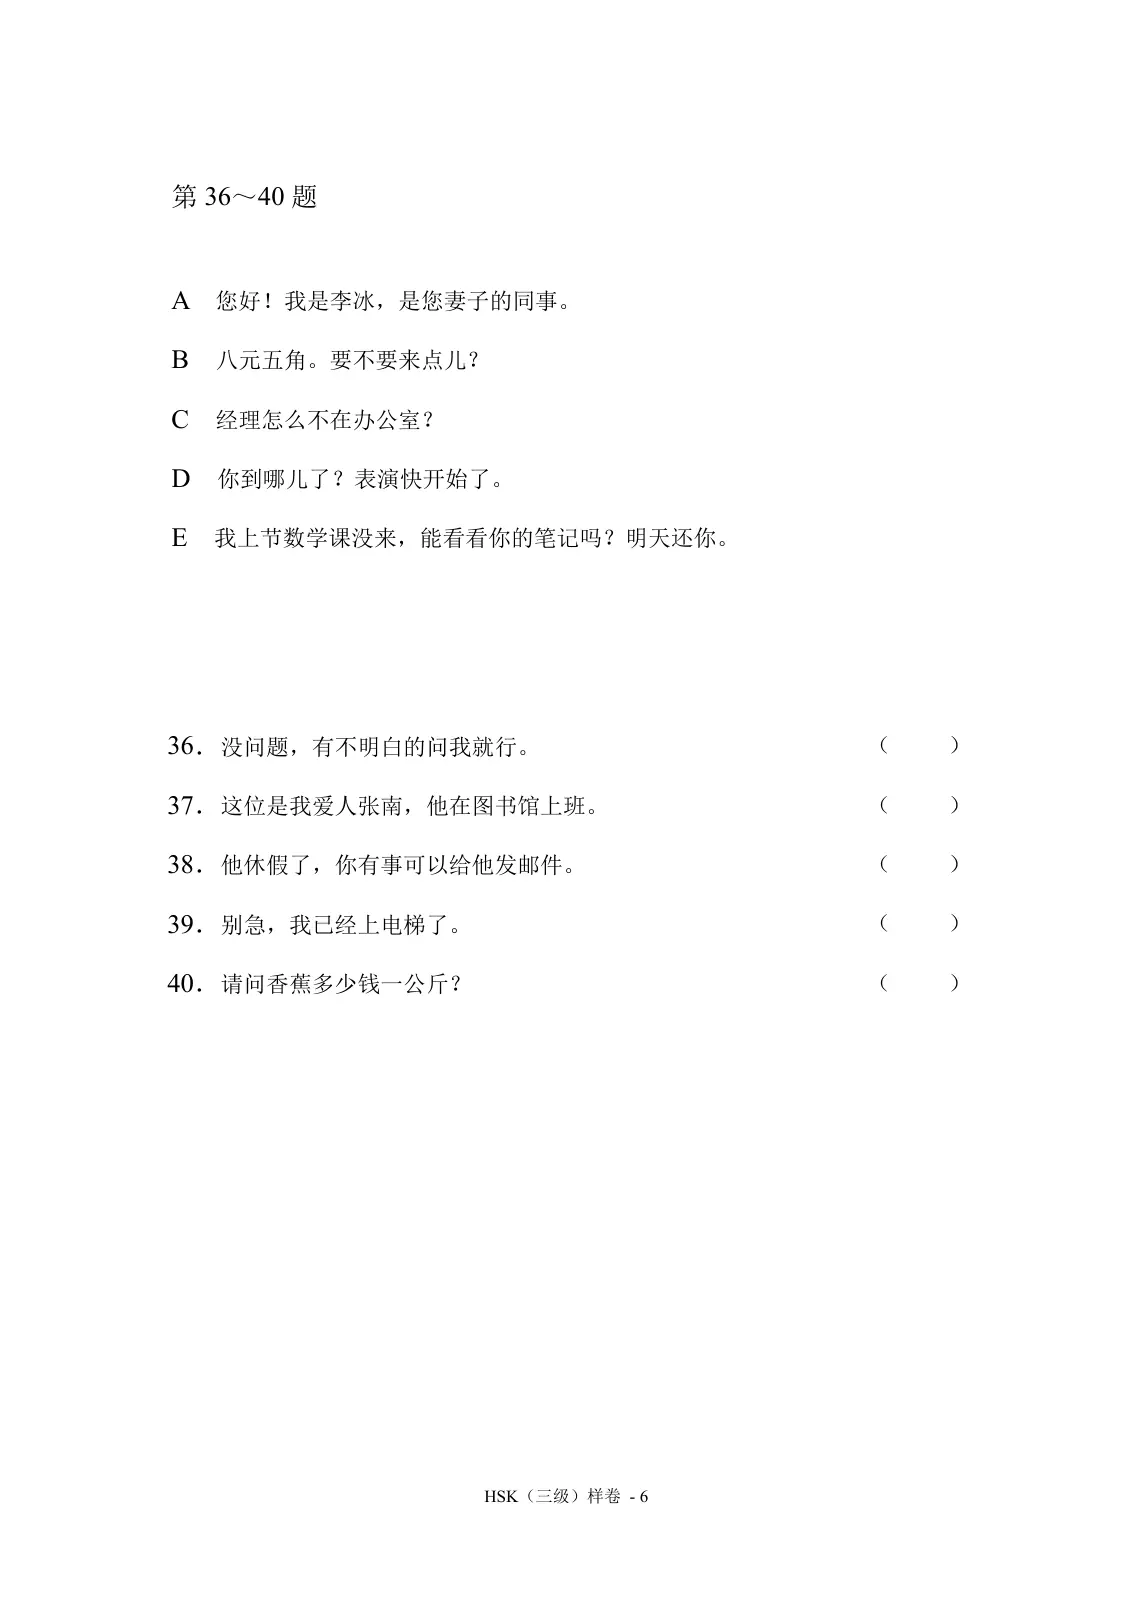 第 36～40 题
A 您好！我是李冰，是您妻子的同事。
B 八元五角。要不要来点儿？
C 经理怎么不在办公室？
D 你到哪儿了？表演快开始了。
E 我上节数学课没来，能看看你的笔记吗？明天还你。
36．没问题，有不明白的问我就行。 （ ）
37．这位是我爱人张南，他在图书馆上班。 （ ）
38．他休假了，你有事可以给他发邮件。 （ ）
39．别急，我已经上电梯了。 （ ）
40．请问香蕉多少钱一公斤？ （ ）
HSK（三级）样卷 - 6